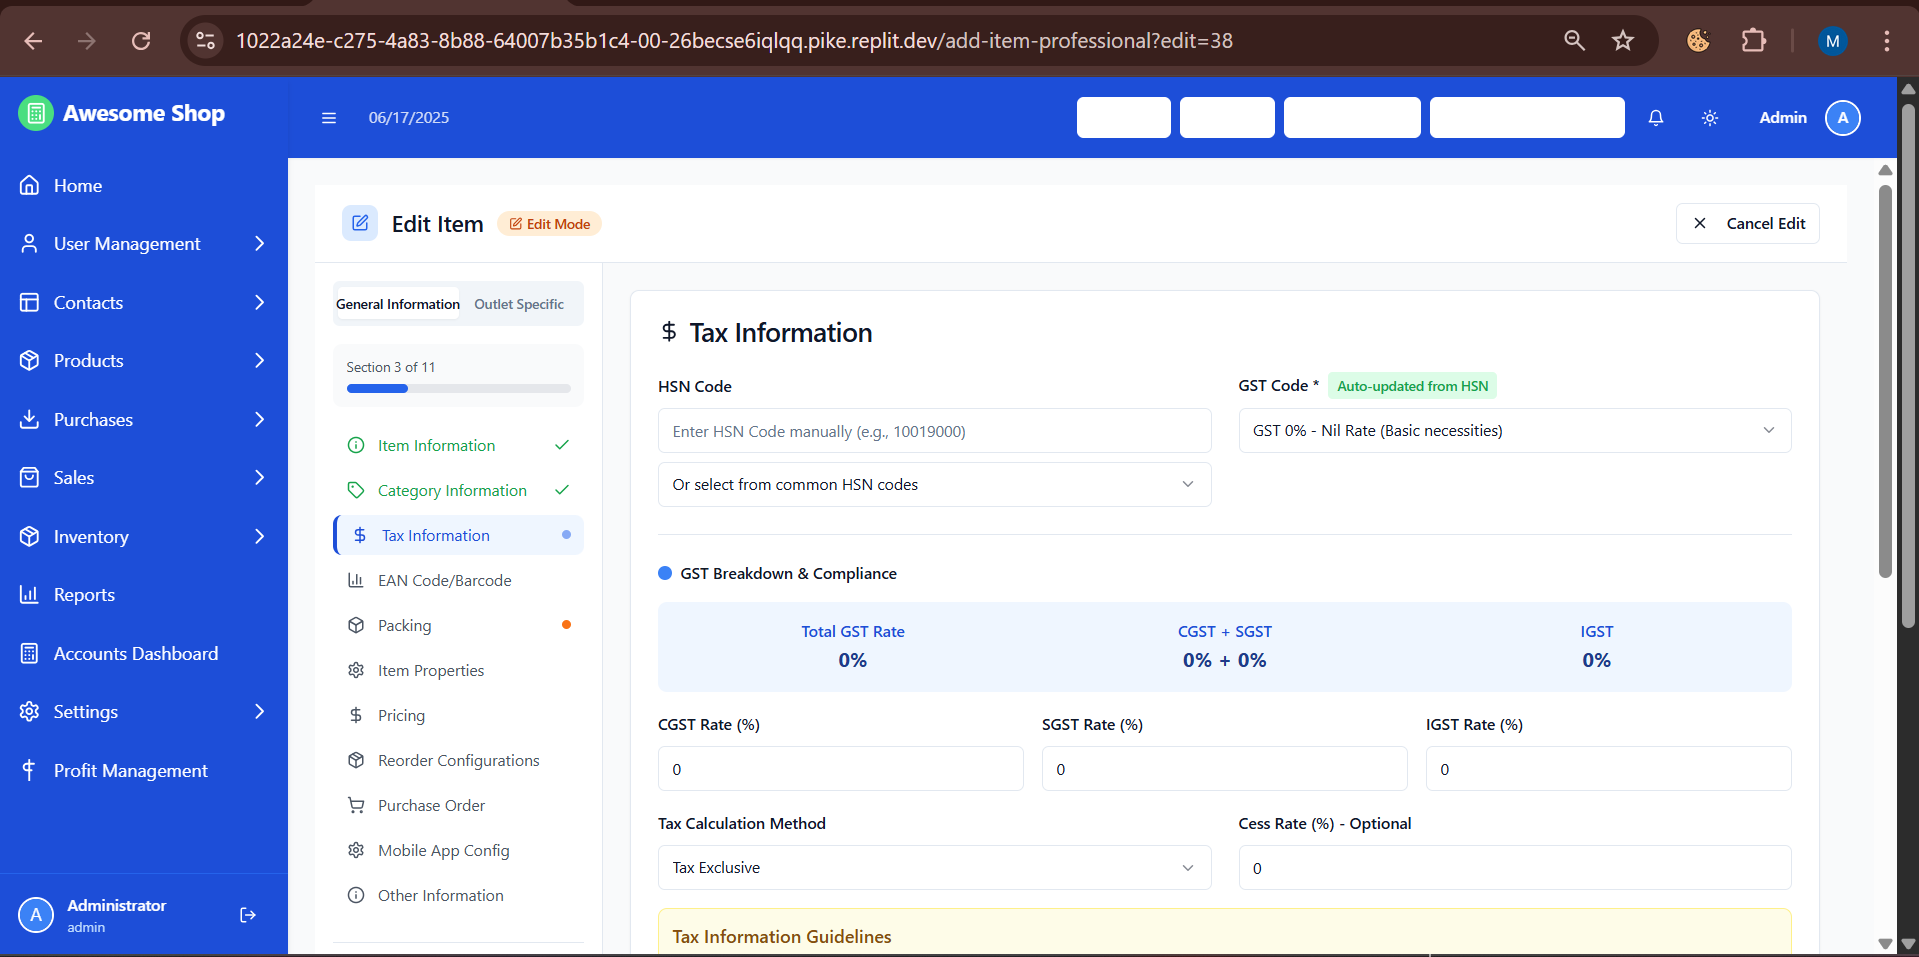 1022a24e-c275-4a83-8b88-64007b35b1c4-00-26becse6iqlqq.pike.replit.dev/add-item-professional?edit=38
M
Awesome Shop
06/17/2025
Admin
A
Home
User Management
Contacts
Products
Purchases
Sales
Inventory
Reports
Accounts Dashboard
Settings
Profit Management
A
Administrator
admin
Edit Item
Edit Mode
Cancel Edit
General Information
Outlet Specific
Section 3 of 11
Item Information
Category Information
Tax Information
EAN Code/Barcode
Packing
Item Properties
Pricing
Reorder Configurations
Purchase Order
Mobile App Config
Other Information
Tax Information
HSN Code
Enter HSN Code manually (e.g., 10019000)
Or select from common HSN codes
GST Code *
Auto-updated from HSN
GST 0% - Nil Rate (Basic necessities)
GST Breakdown & Compliance
Total GST Rate
0%
CGST + SGST
0% + 0%
IGST
0%
CGST Rate (%)
0
SGST Rate (%)
0
IGST Rate (%)
0
Tax Calculation Method
Tax Exclusive
Cess Rate (%) - Optional
0
Tax Information Guidelines